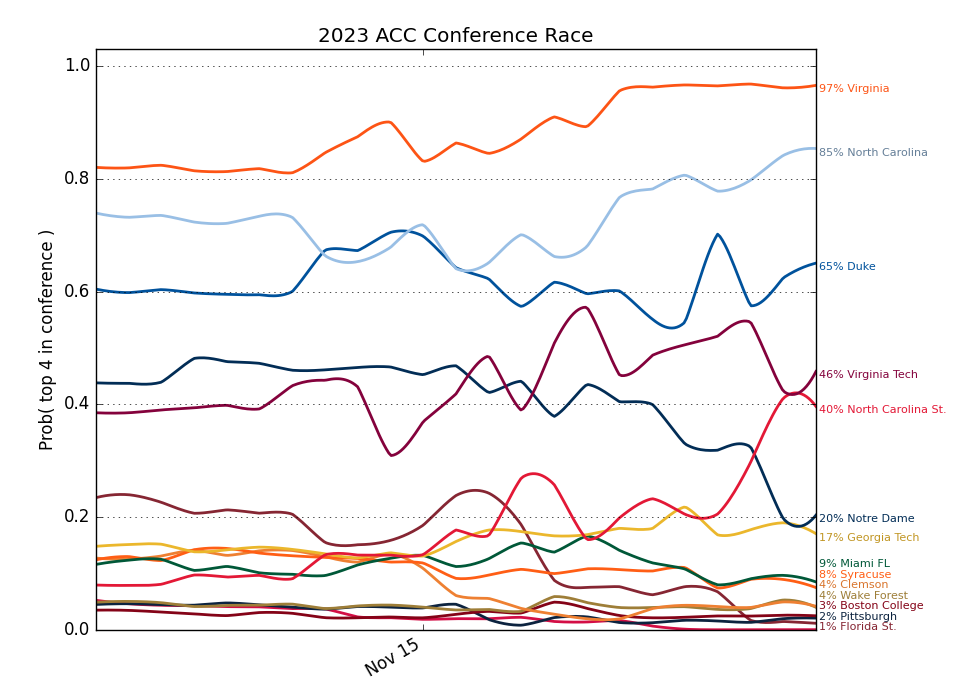 2023 ACC Conference Race
Prob( top 4 in conference )
1.0
0.8
0.6
0.4
0.2
0.0
Nov 15
97% Virginia
85% North Carolina
65% Duke
46% Virginia Tech
40% North Carolina St.
20% Notre Dame
17% Georgia Tech
9% Miami FL
8% Syracuse
4% Clemson
4% Wake Forest
3% Boston College
2% Pittsburgh
1% Florida St.